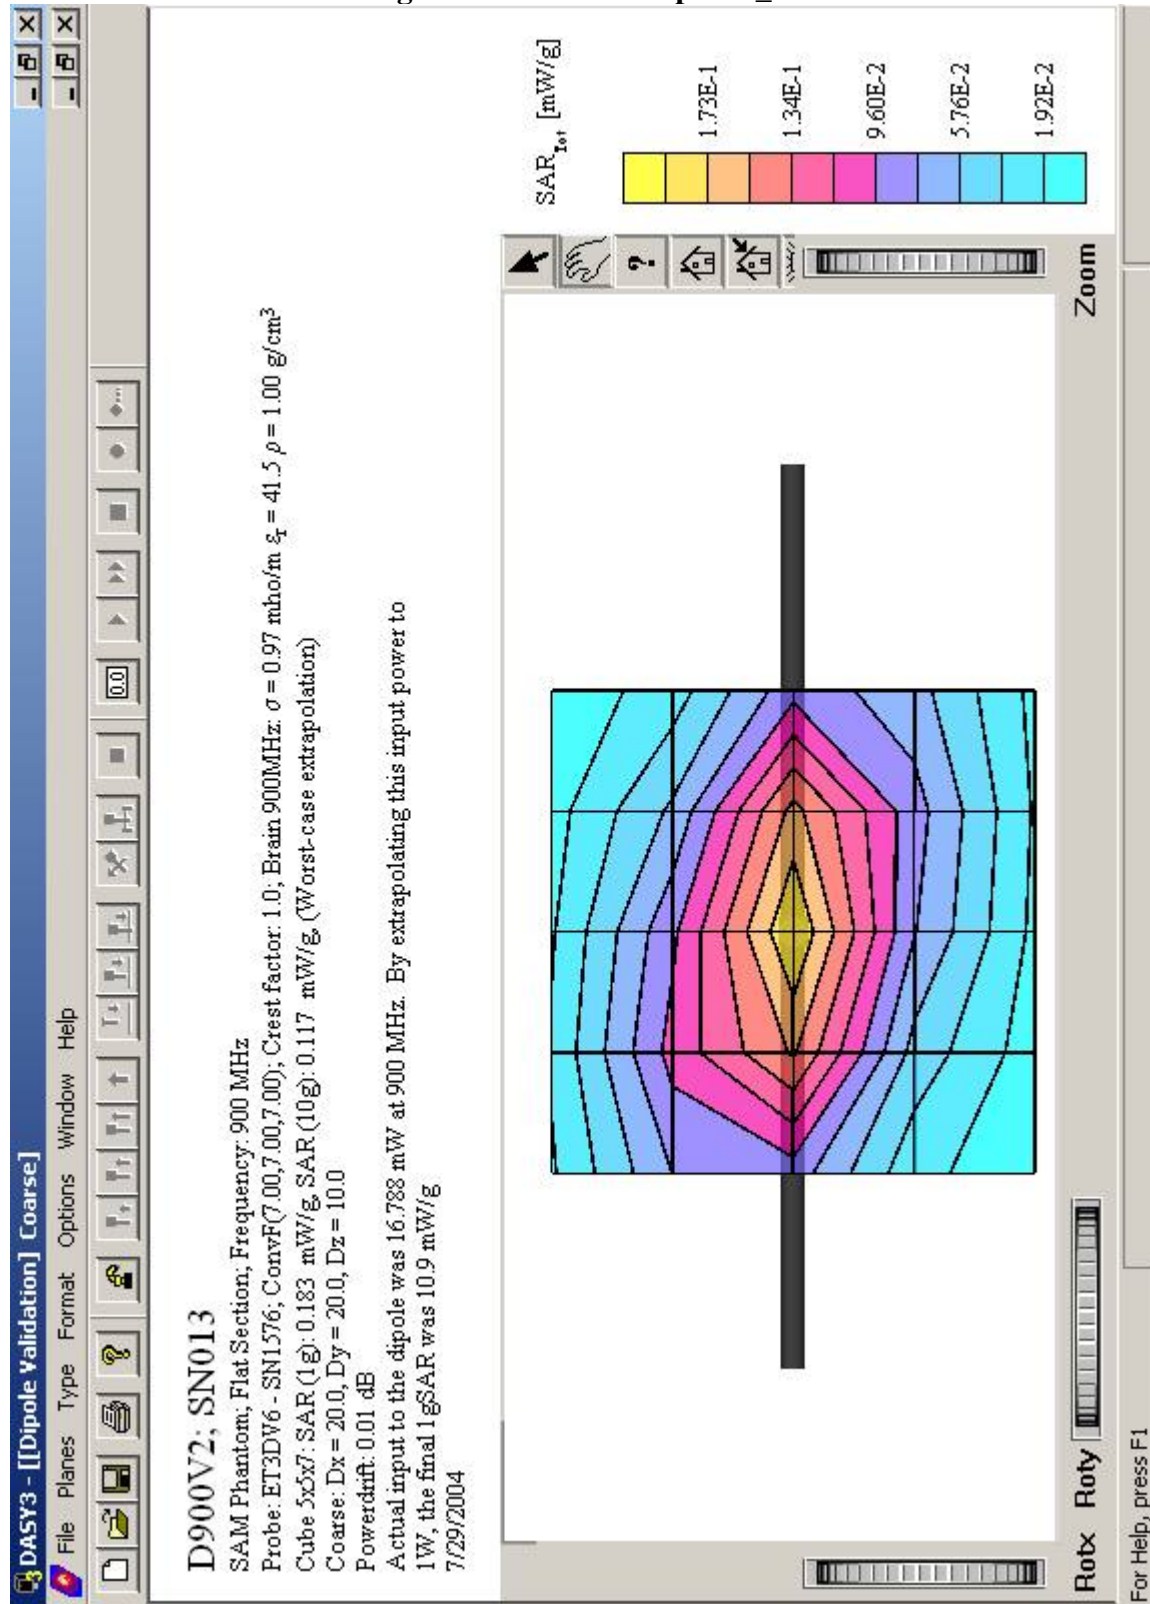 DASY3 - [[Dipole Validation] Coarse]
File Planes Type Format Options Window Help
0.0
D900V2; SN013
SAM Phantom; Flat Section; Frequency: 900 MHz
Probe: ET3DV6 - SN1576; ConvF(7.00,7.00,7.00); Crest factor: 1.0; Brain 900MHz: σ = 0.97 mho/m εr = 41.5 ρ = 1.00 g/cm³
Cube 5x5x7: SAR (1g): 0.183 mW/g, SAR (10g): 0.117 mW/g, (Worst-case extrapolation)
Coarse: Dx = 20.0, Dy = 20.0, Dz = 10.0
Powerdrift: 0.01 dB
Actual input to the dipole was 16.788 mW at 900 MHz. By extrapolating this input power to
1W, the final 1gSAR was 10.9 mW/g
7/29/2004
SAR Tot [mW/g]
1.73E-1
1.34E-1
9.60E-2
5.76E-2
1.92E-2
Rotx Roty Zoom
For Help, press F1